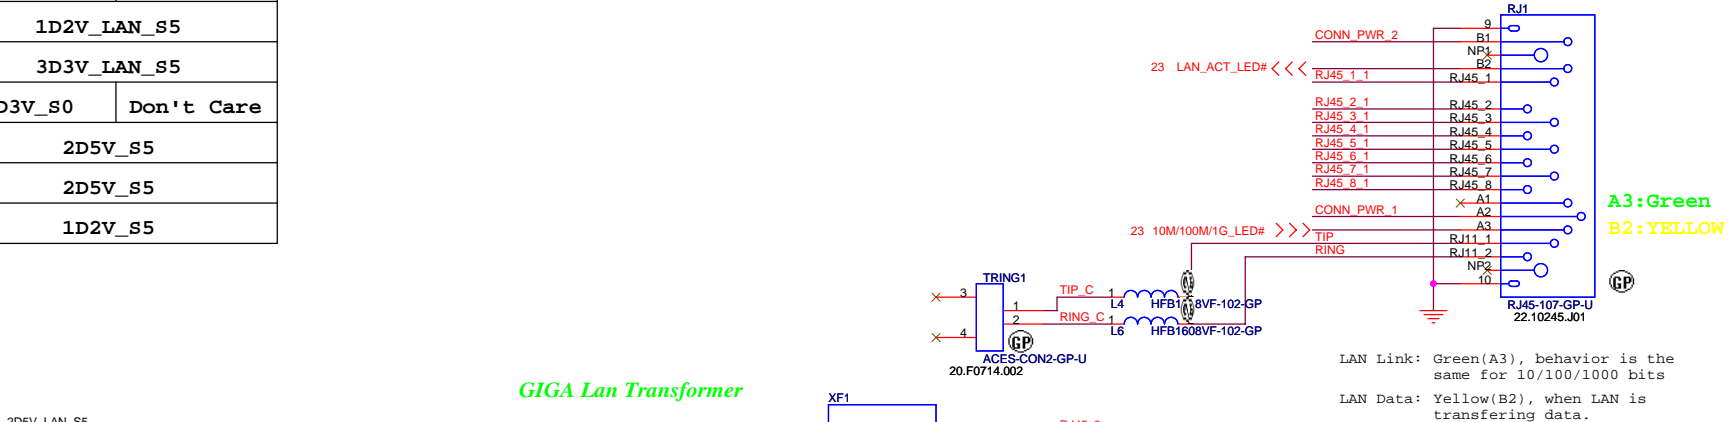 1D2V_LAN_S5
3D3V_LAN_S5
D3V_S0 Don't Care
2D5V_S5
2D5V_S5
1D2V_S5
RJ1
9
CONN_PWR_2 B1
NP1
23 LAN_ACT_LED# B2
RJ45_1_1 RJ45_1
RJ45_2_1 RJ45_2
RJ45_3_1 RJ45_3
RJ45_4_1 RJ45_4
RJ45_5_1 RJ45_5
RJ45_6_1 RJ45_6
RJ45_7_1 RJ45_7
RJ45_8_1 RJ45_8
A1
A3:Green
CONN_PWR_1 A2
23 10M/100M/1G_LED# A3
B2:YELLOW
TIP RJ11_1
RING RJ11_2
NP2
10
GP
RJ45-107-GP-U
22.10245.J01
TRING1
3 1 TIP_C 1
L4 HFB1 8VF-102-GP
2 RING_C 1
L6 HFB1608VF-102-GP
4
GP
ACES-CON2-GP-U
20.F0714.002
LAN Link: Green(A3), behavior is the
same for 10/100/1000 bits
LAN Data: Yellow(B2), when LAN is
transfering data.
GIGA Lan Transformer
XF1
2D5V_LAN_S5